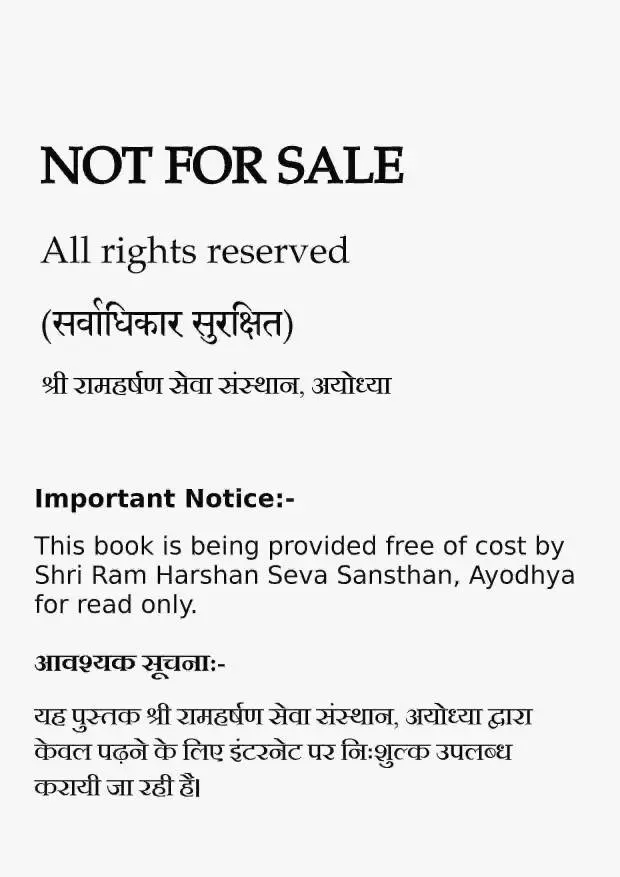 NOT FOR SALE
All rights reserved
(सर्वाधिकार सुरक्षित)
श्री रामहर्षण सेवा संस्थान, अयोध्या
Important Notice:-
This book is being provided free of cost by
Shri Ram Harshan Seva Sansthan, Ayodhya
for read only.
आवश्यक सूचना:-
यह पुस्तक श्री रामहर्षण सेवा संस्थान, अयोध्या द्वारा
केवल पढ़ने के लिए इंटरनेट पर निःशुल्क उपलब्ध
करायी जा रही है।